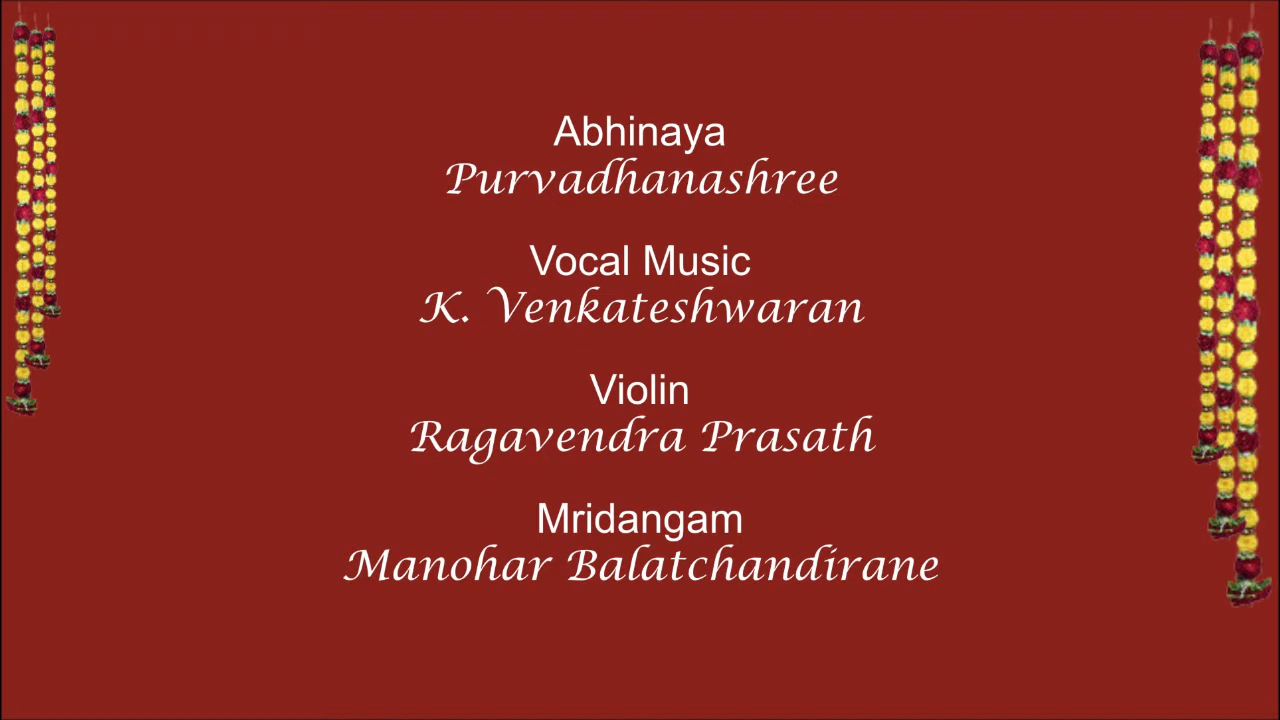 Abhinaya
Purvadhanashree
Vocal Music
K. Venkateshwaran
Violin
Ragavendra Prasath
Mridangam
Manohar Balatchandirane